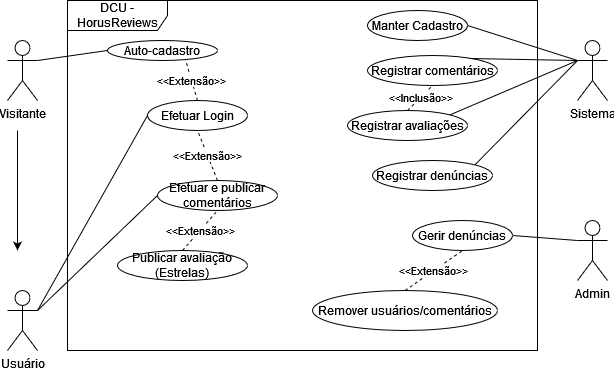 DCU -
HorusReviews
Auto-cadastro
Manter Cadastro
Registrar comentários
<<Extensão>>
<<Inclusão>>
Visitante
Efetuar Login
Registrar avaliações
Sistema
<<Extensão>>
Registrar denúncias
Efetuar e publicar
comentários
<<Extensão>>
Gerir denúncias
Publicar avaliação
(Estrelas)
<<Extensão>>
Admin
Remover usuários/comentários
Usuário